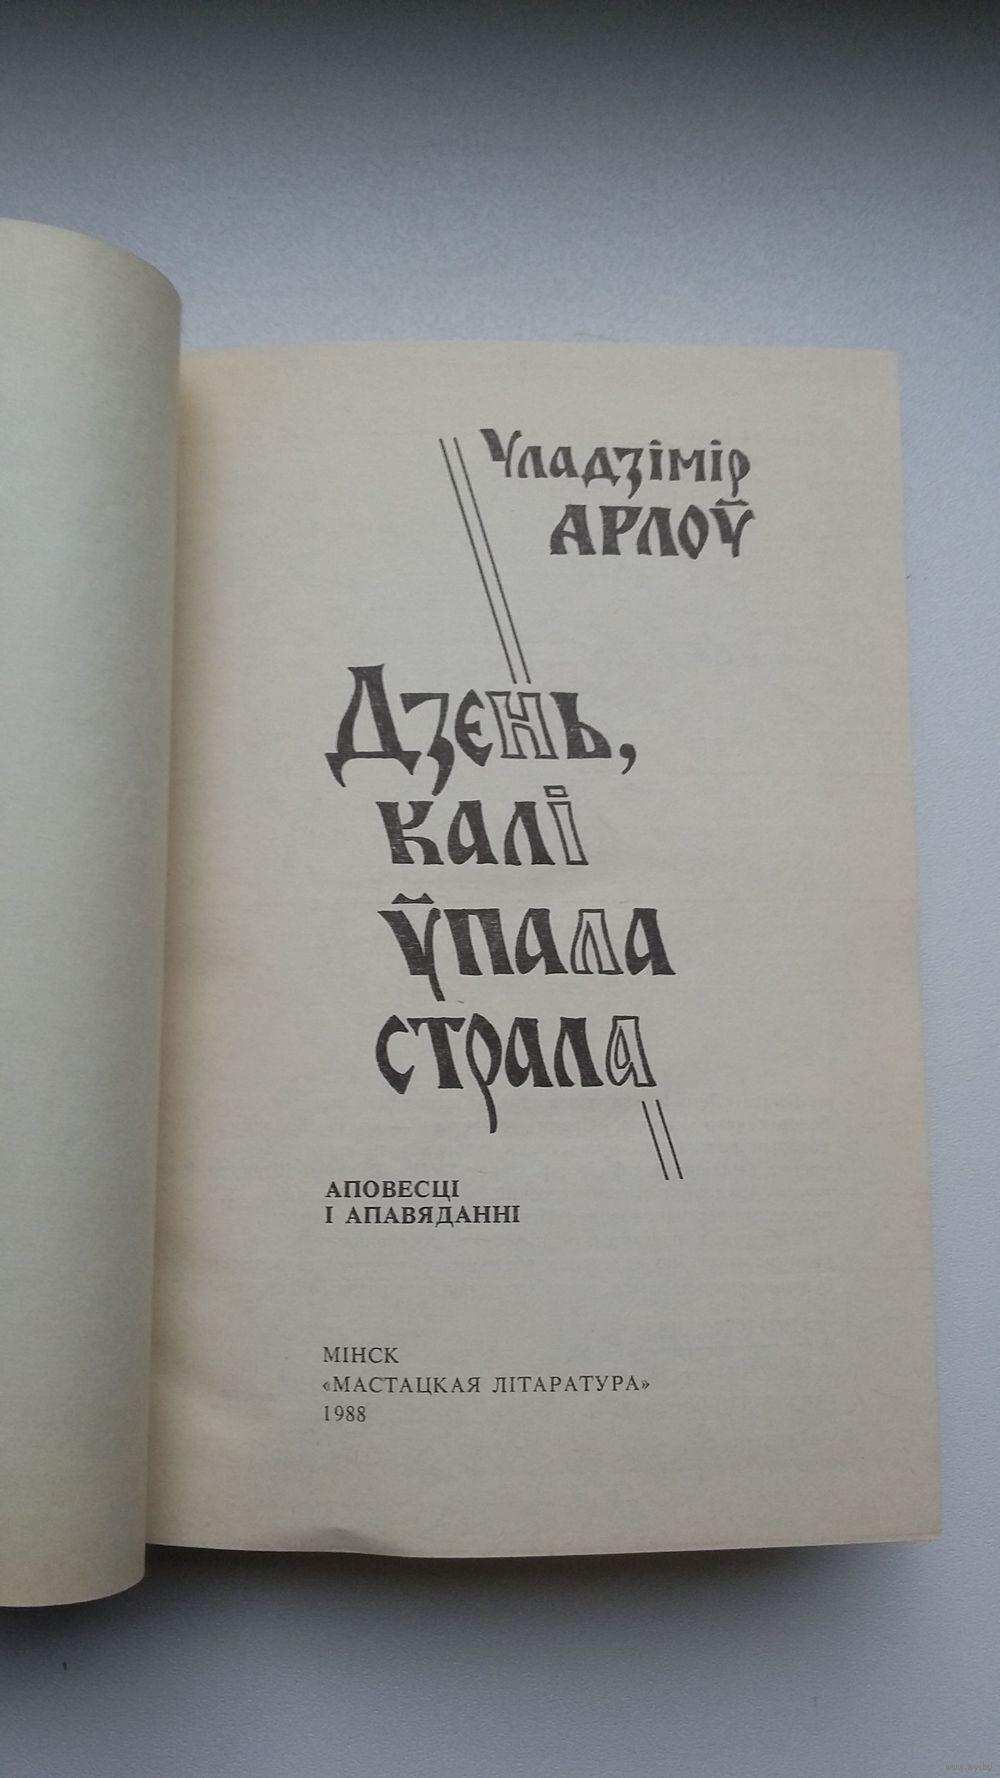 Уладзімір
АРЛОЎ
Дзень,
калі
ўпала
страла
АПОВЕСЦІ
І АПАВЯДАННІ
МІНСК
«МАСТАЦКАЯ ЛІТАРАТУРА»
1988